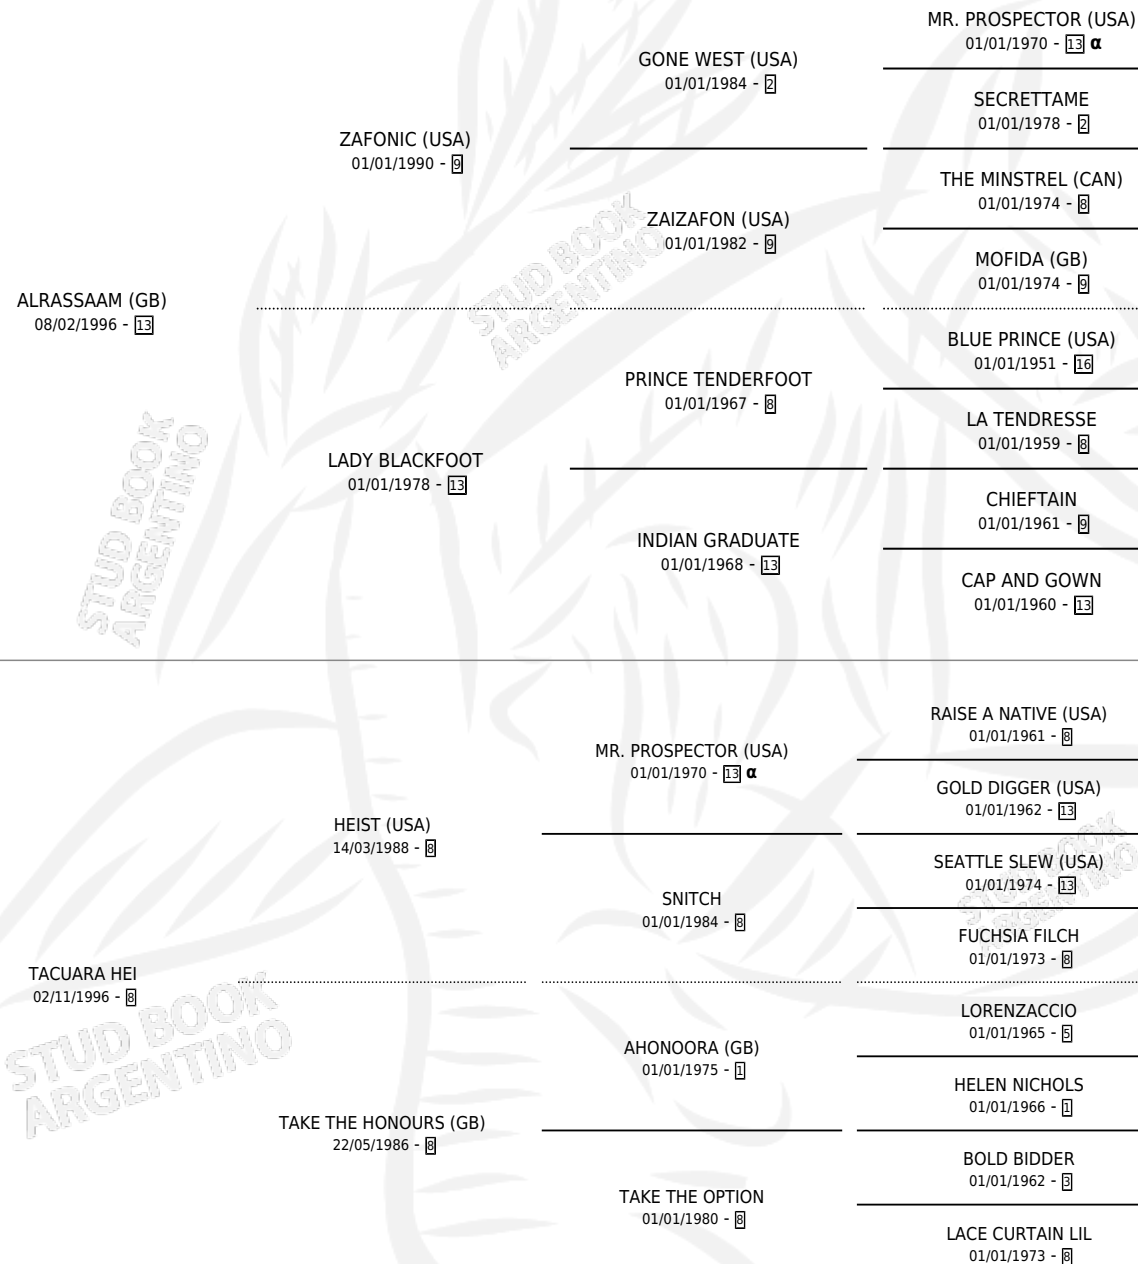 MR. PROSPECTOR (USA)
01/01/1970 - 13 α
GONE WEST (USA)
01/01/1984 - 2
SECRETTAME
01/01/1978 - 2
ZAFONIC (USA)
01/01/1990 - 9
THE MINSTREL (CAN)
01/01/1974 - 8
ZAIZAFON (USA)
01/01/1982 - 9
MOFIDA (GB)
01/01/1974 - 9
ALRASSAAM (GB)
08/02/1996 - 13
STUD BOOK
ARGENTINO
BLUE PRINCE (USA)
01/01/1951 - 16
PRINCE TENDERFOOT
01/01/1967 - 8
LA TENDRESSE
01/01/1959 - 8
LADY BLACKFOOT
01/01/1978 - 13
CHIEFTAIN
01/01/1961 - 9
INDIAN GRADUATE
01/01/1968 - 13
CAP AND GOWN
01/01/1960 - 13
STUD BOOK
ARGENTINO
RAISE A NATIVE (USA)
01/01/1961 - 8
MR. PROSPECTOR (USA)
01/01/1970 - 13 α
GOLD DIGGER (USA)
01/01/1962 - 13
HEIST (USA)
14/03/1988 - 8
SEATTLE SLEW (USA)
01/01/1974 - 13
SNITCH
01/01/1984 - 8
FUCHSIA FILCH
01/01/1973 - 8
STUD BOOK
ARGENTINO
TACUARA HEI
02/11/1996 - 8
STUD BOOK
ARGENTINO
LORENZACCIO
01/01/1965 - 5
AHONOORA (GB)
01/01/1975 - 1
HELEN NICHOLS
01/01/1966 - 1
TAKE THE HONOURS (GB)
22/05/1986 - 8
BOLD BIDDER
01/01/1962 - 3
TAKE THE OPTION
01/01/1980 - 8
LACE CURTAIN LIL
01/01/1973 - 8